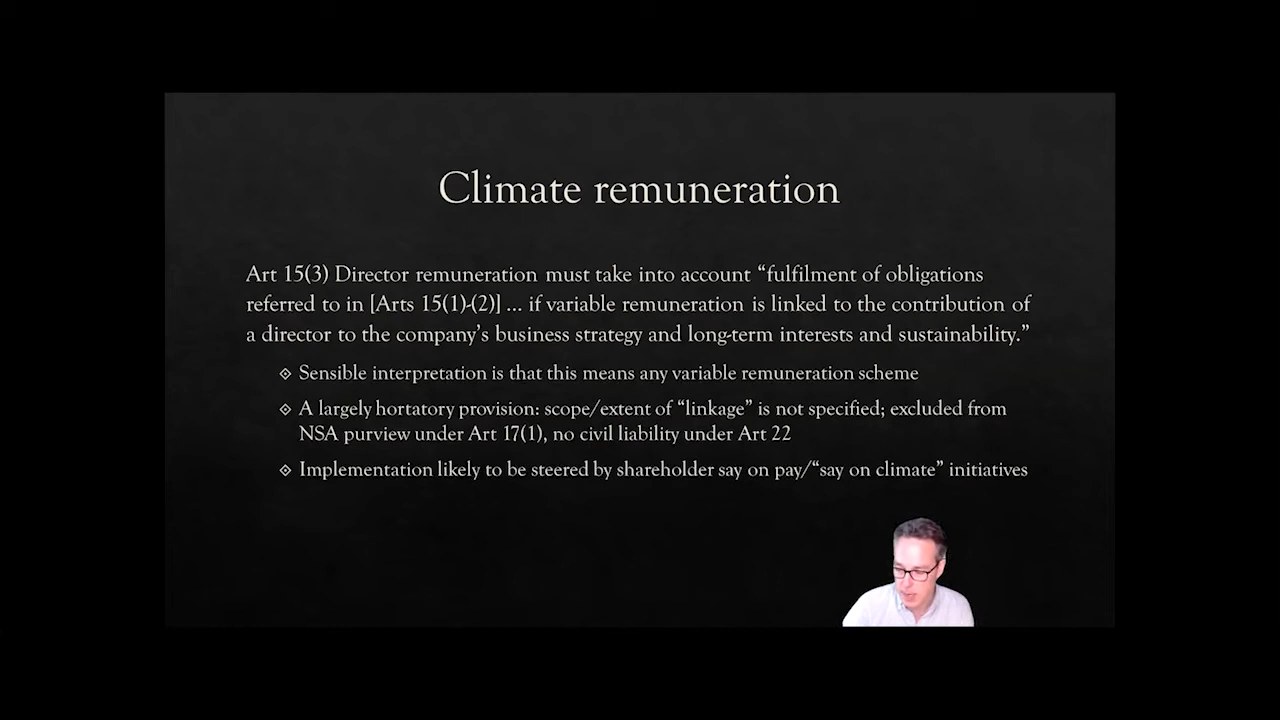 Climate remuneration
Art 15(3) Director remuneration must take into account “fulfilment of obligations
referred to in [Arts 15(1)-(2)] ... if variable remuneration is linked to the contribution of
a director to the company’s business strategy and long-term interests and sustainability.”
Sensible interpretation is that this means any variable remuneration scheme
A largely hortatory provision: scope/extent of “linkage” is not specified; excluded from
NSA purview under Art 17(1), no civil liability under Art 22
Implementation likely to be steered by shareholder say on pay/“say on climate” initiatives